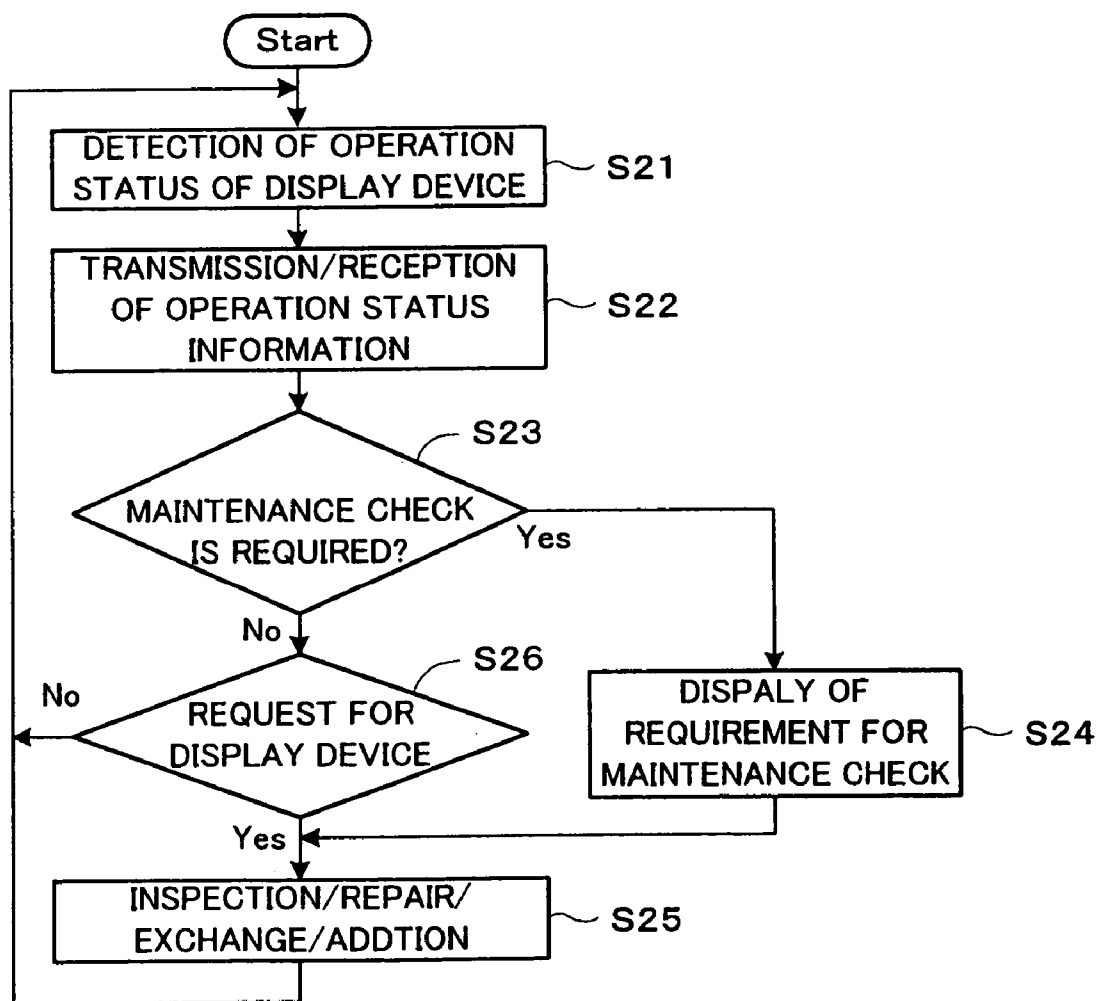 Start
DETECTION OF OPERATION
STATUS OF DISPLAY DEVICE
S21
TRANSMISSION/RECEPTION
OF OPERATION STATUS
INFORMATION
S22
S23
MAINTENANCE CHECK
IS REQUIRED?
Yes
No
S26
No
REQUEST FOR
DISPLAY DEVICE
DISPALY OF
REQUIREMENT FOR
MAINTENANCE CHECK
S24
Yes
INSPECTION/REPAIR/
EXCHANGE/ADDTION
S25